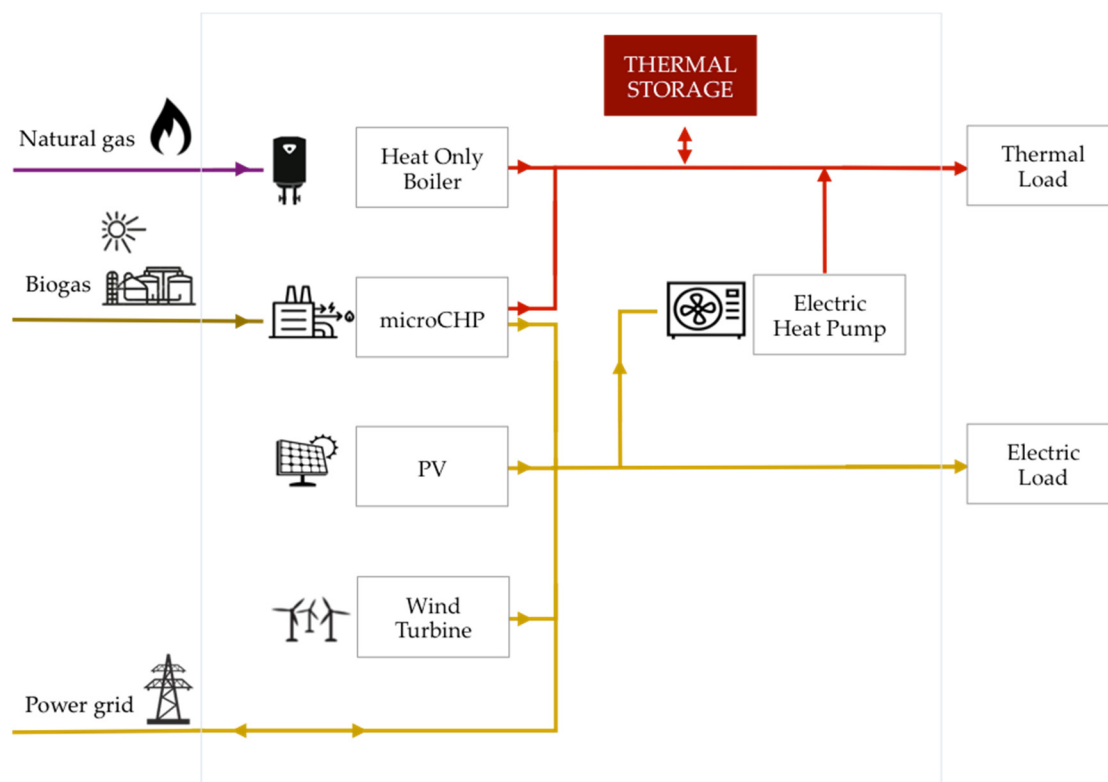 THERMAL
STORAGE
Natural gas
Heat Only
Boiler
Thermal
Load
Biogas
microCHP
Electric
Heat Pump
PV
Electric
Load
Wind
Turbine
Power grid